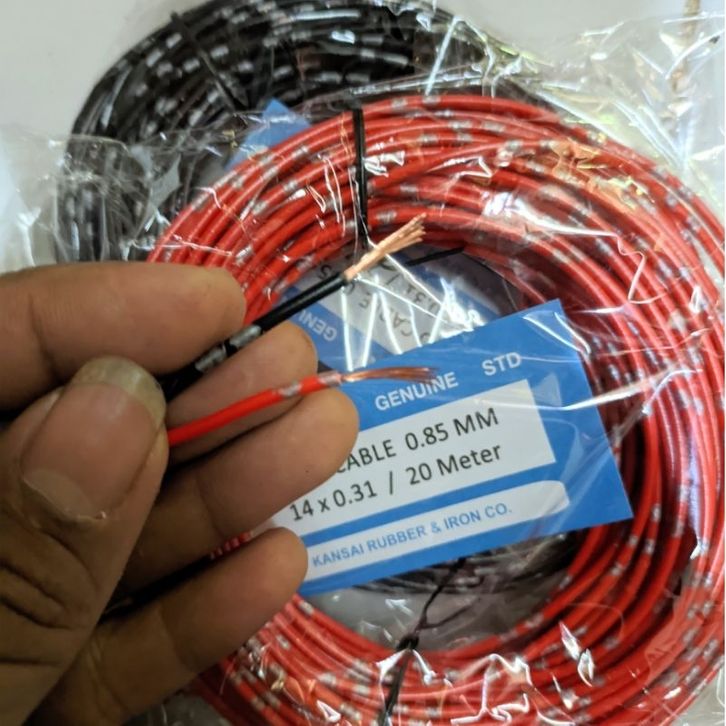 GENUINE STD
CABLE 0.85 MM
14 x 0.31 / 20 Meter
KANSAI RUBBER & IRON CO.